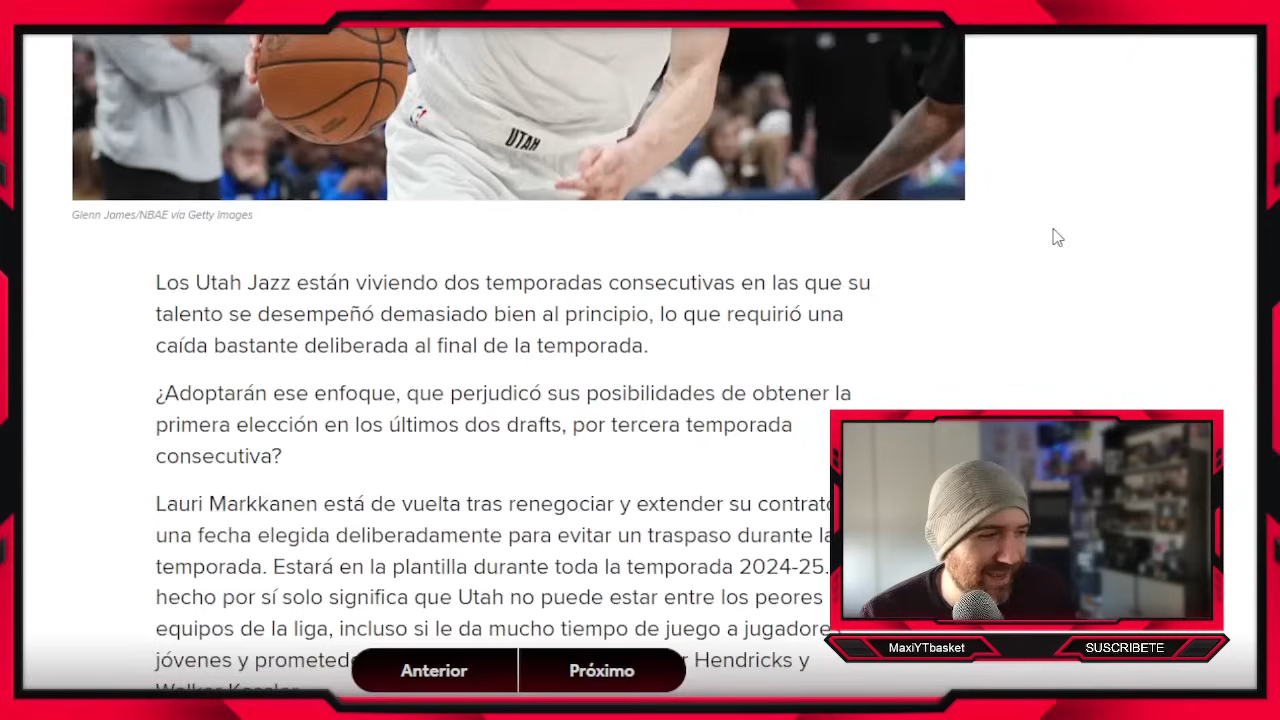 UTAH
Glenn James/NBAE vía Getty Images
Los Utah Jazz están viviendo dos temporadas consecutivas en las que su
talento se desempeñó demasiado bien al principio, lo que requirió una
caída bastante deliberada al final de la temporada.
¿Adoptarán ese enfoque, que perjudicó sus posibilidades de obtener la
primera elección en los últimos dos drafts, por tercera temporada
consecutiva?
Lauri Markkanen está de vuelta tras renegociar y extender su contrato
una fecha elegida deliberadamente para evitar un traspaso durante la
temporada. Estará en la plantilla durante toda la temporada 2024-25.
hecho por sí solo significa que Utah no puede estar entre los peores
equipos de la liga, incluso si le da mucho tiempo de juego a jugadores
jóvenes y Hendricks y
Anterior
Próximo
MaxiYTbasket
SUSCRIBETE